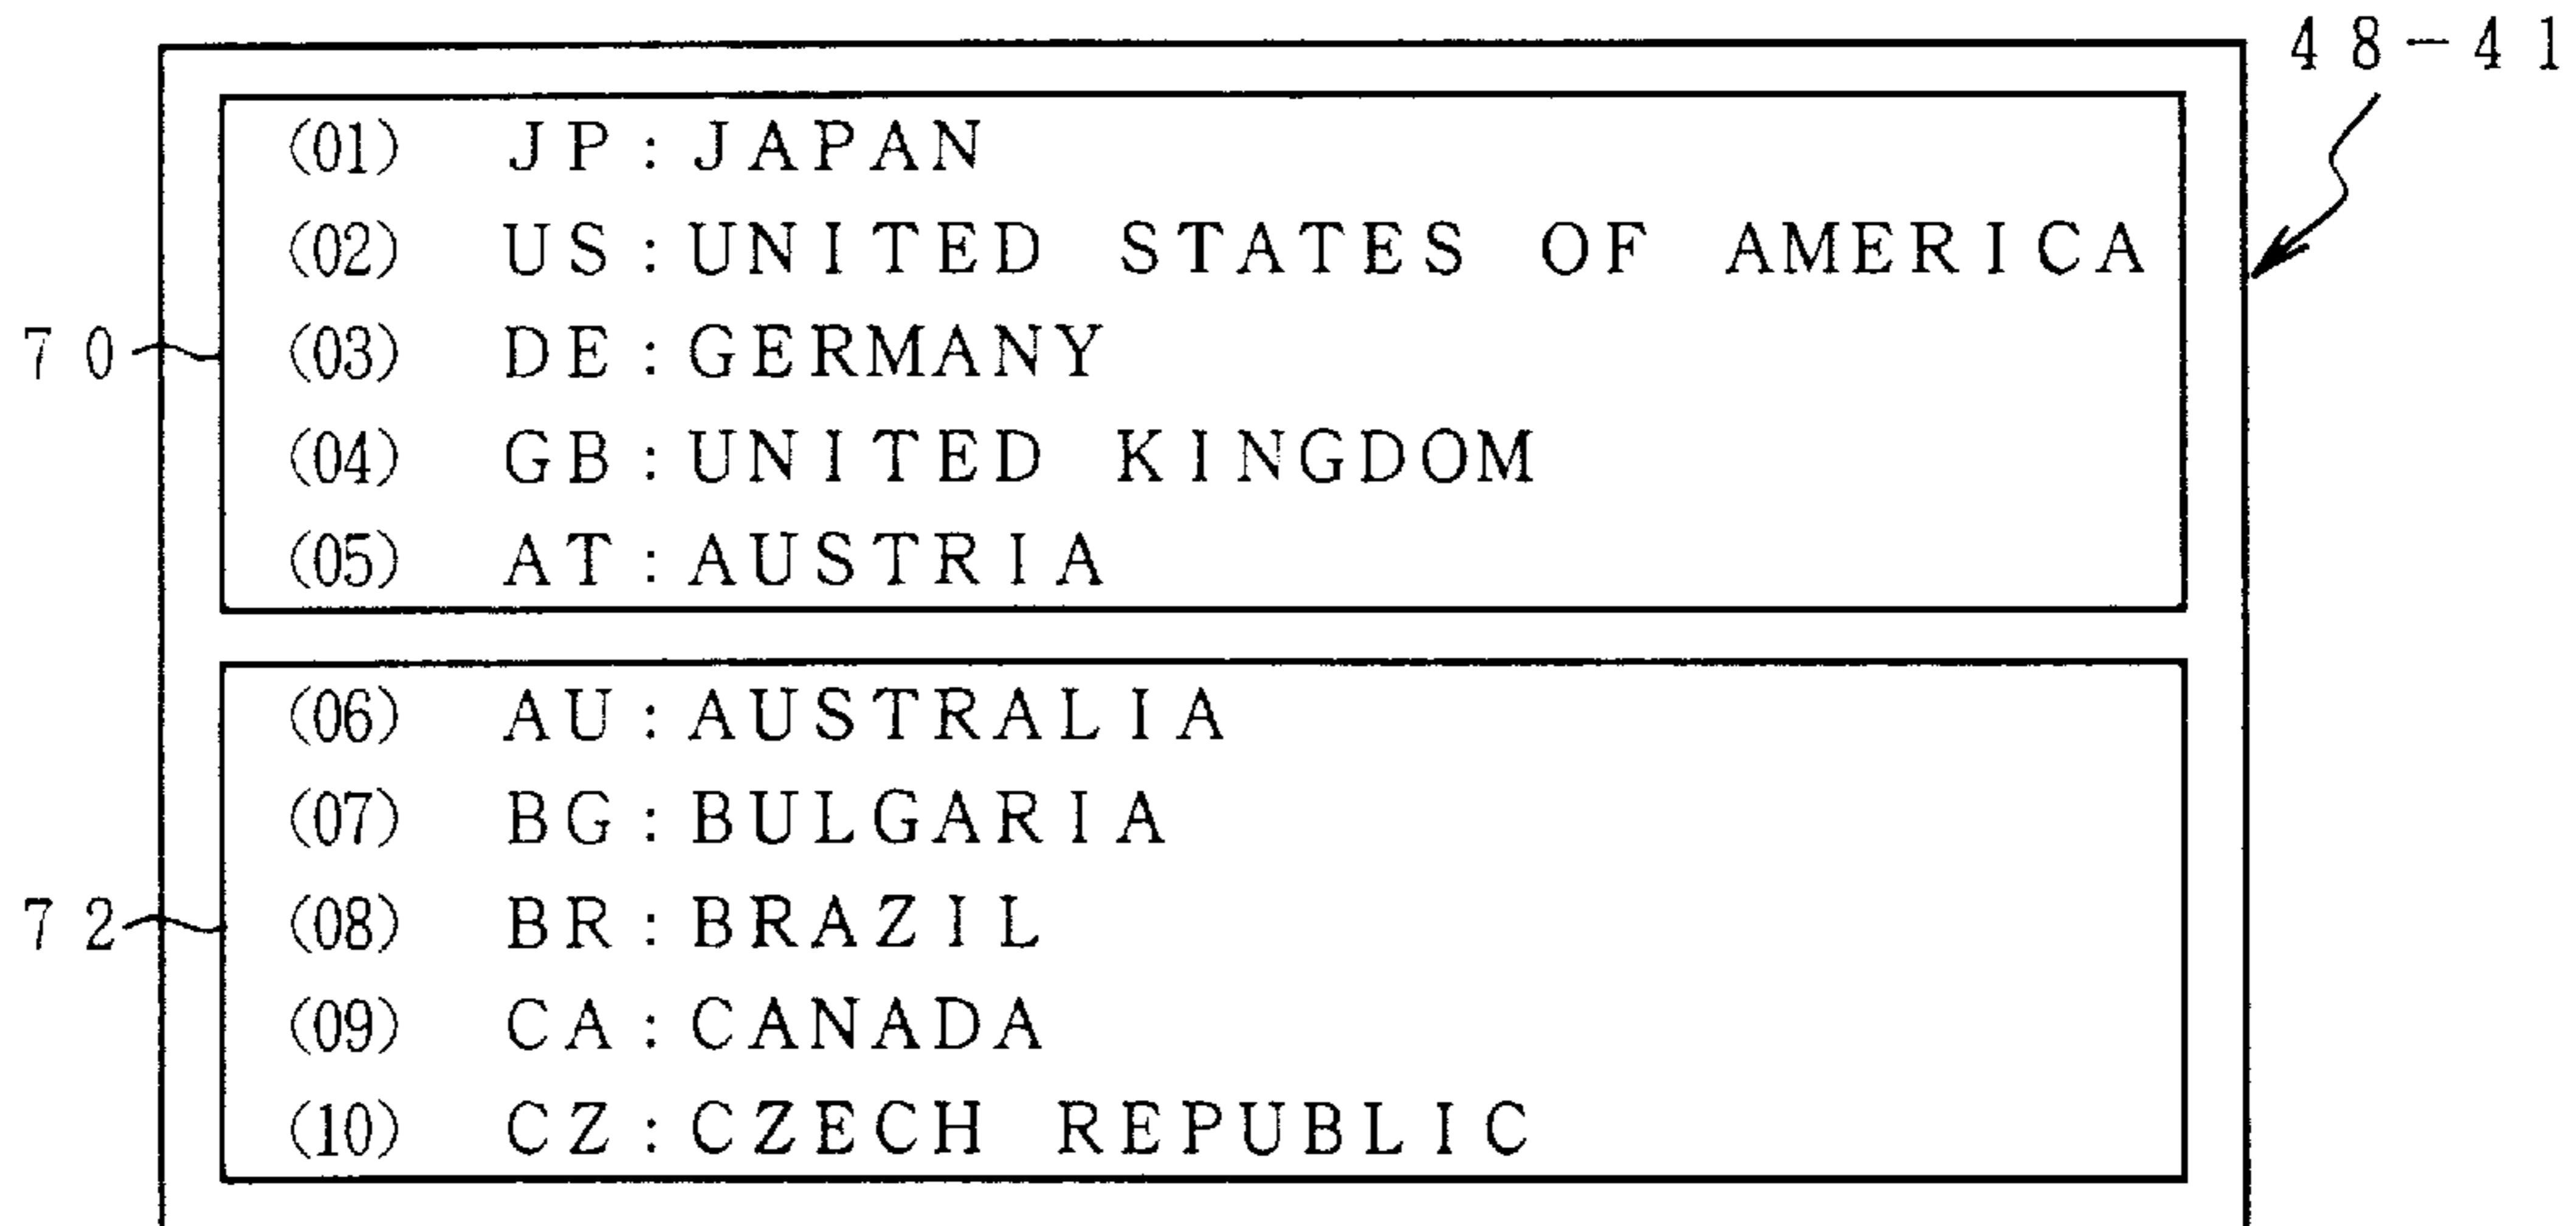 48-41
(01) JP:JAPAN
(02) US:UNITED STATES OF AMERICA
70
(03) DE:GERMANY
(04) GB:UNITED KINGDOM
(05) AT:AUSTRIA
(06) AU:AUSTRALIA
(07) BG:BULGARIA
72
(08) BR:BRAZIL
(09) CA:CANADA
(10) CZ:CZECH REPUBLIC